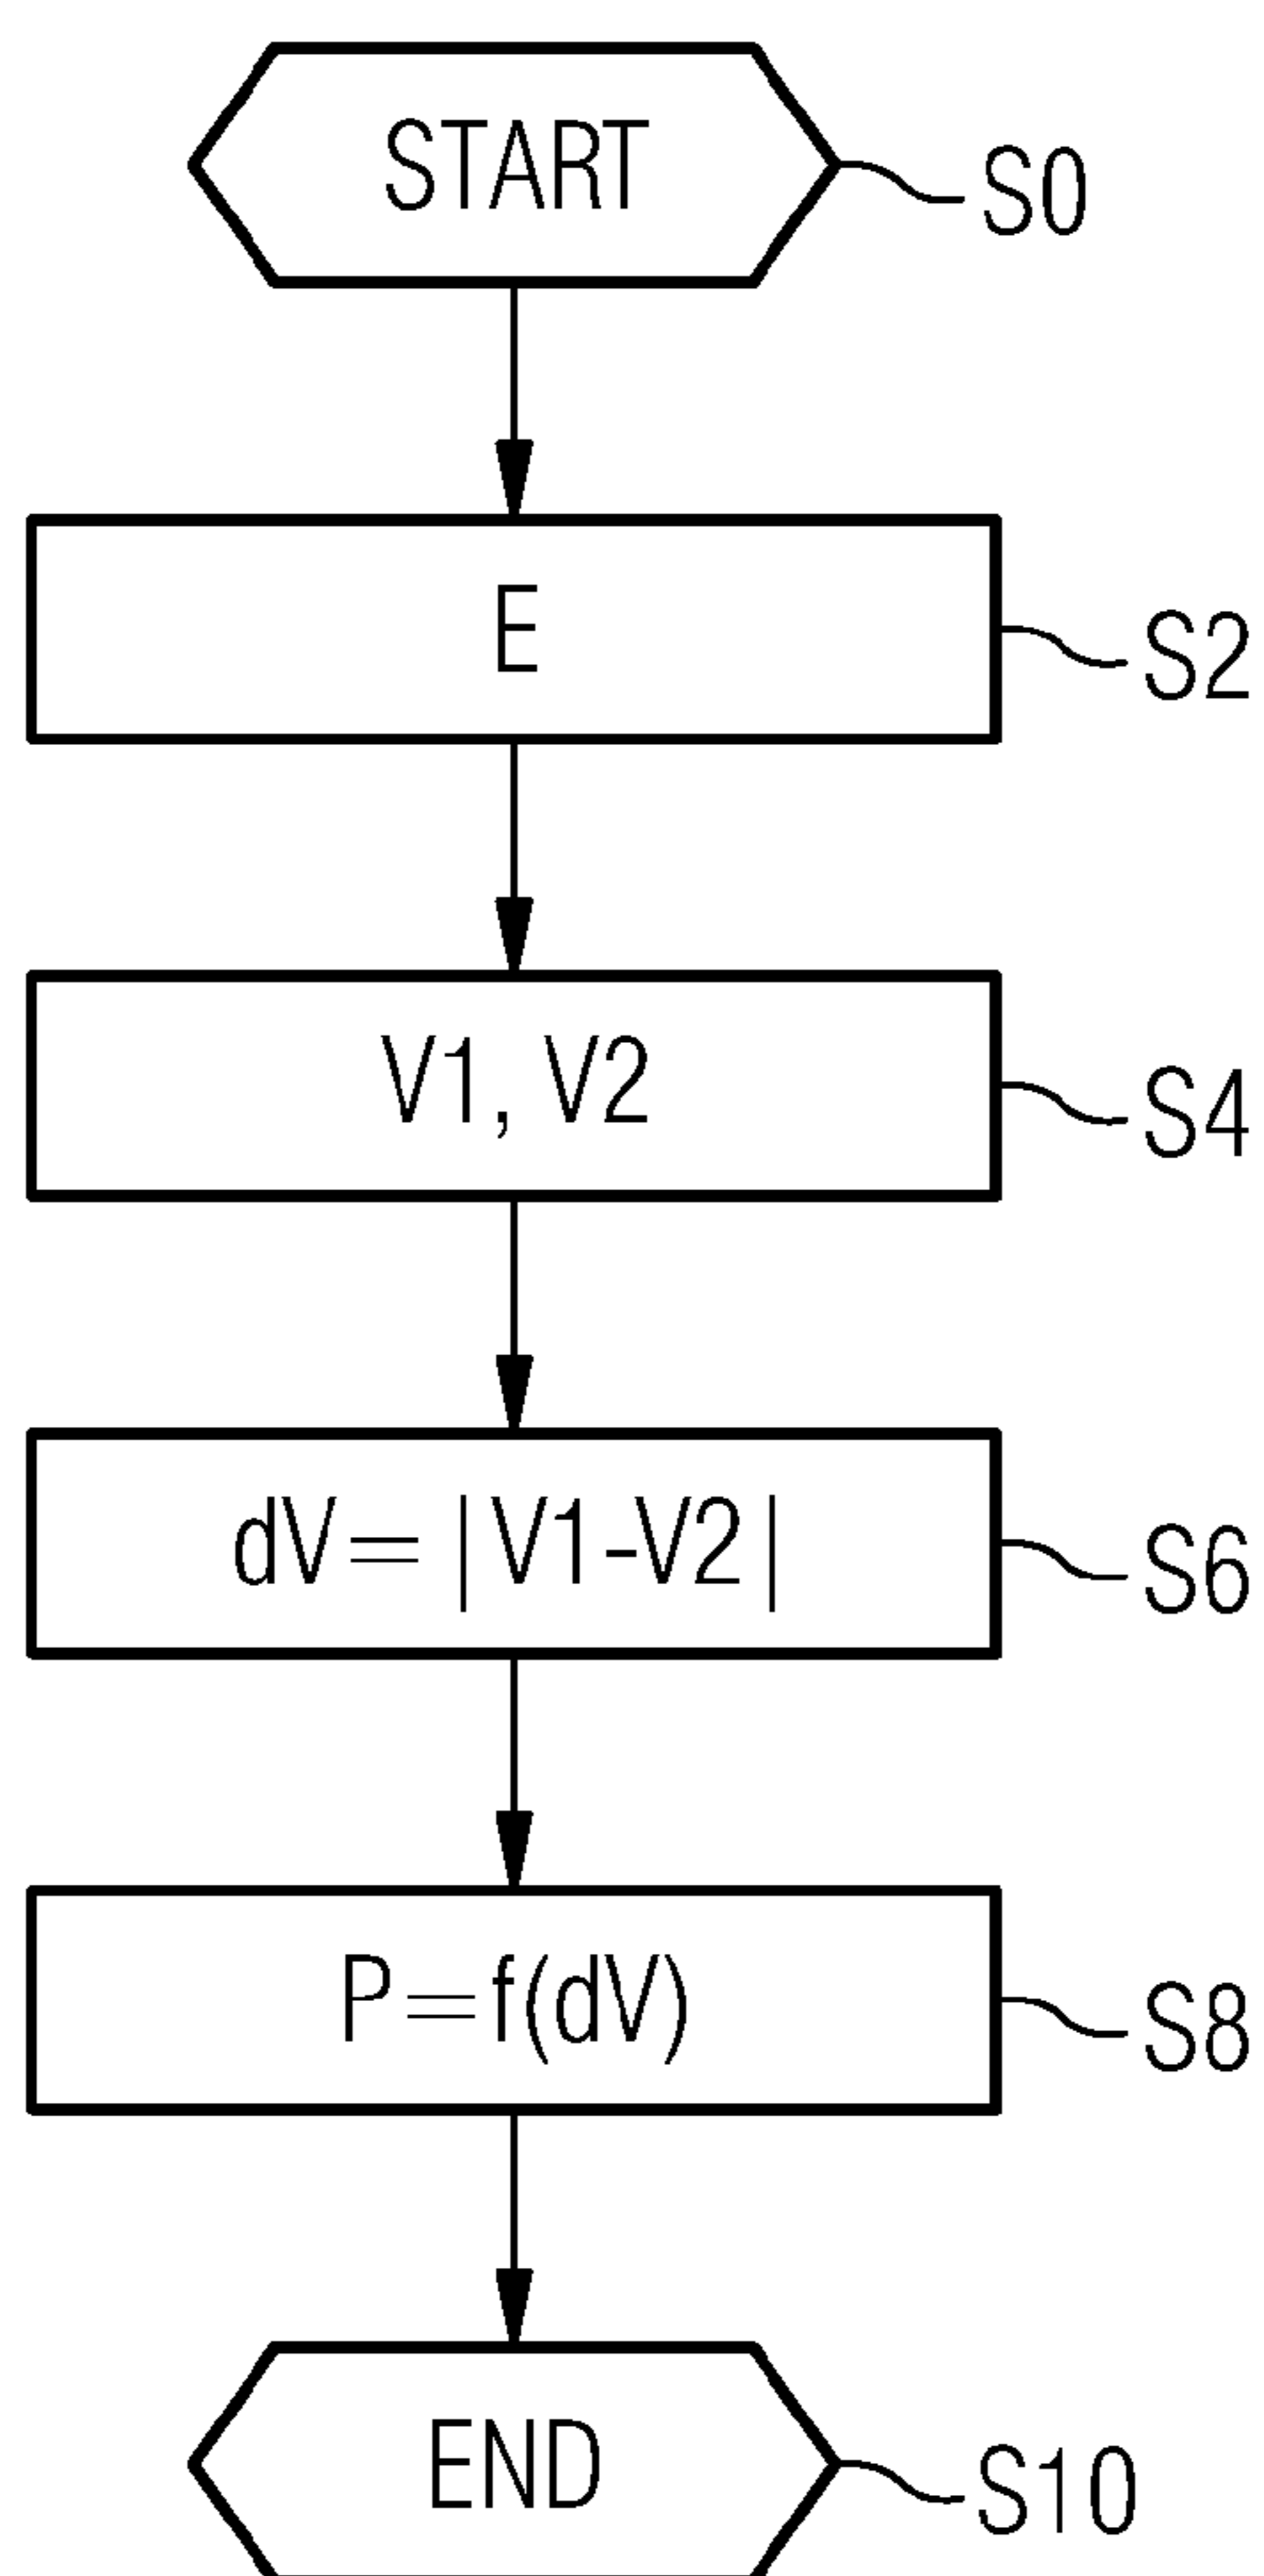 START
S0
E
S2
V1, V2
S4
dV=|V1-V2|
S6
P=f(dV)
S8
END
S10